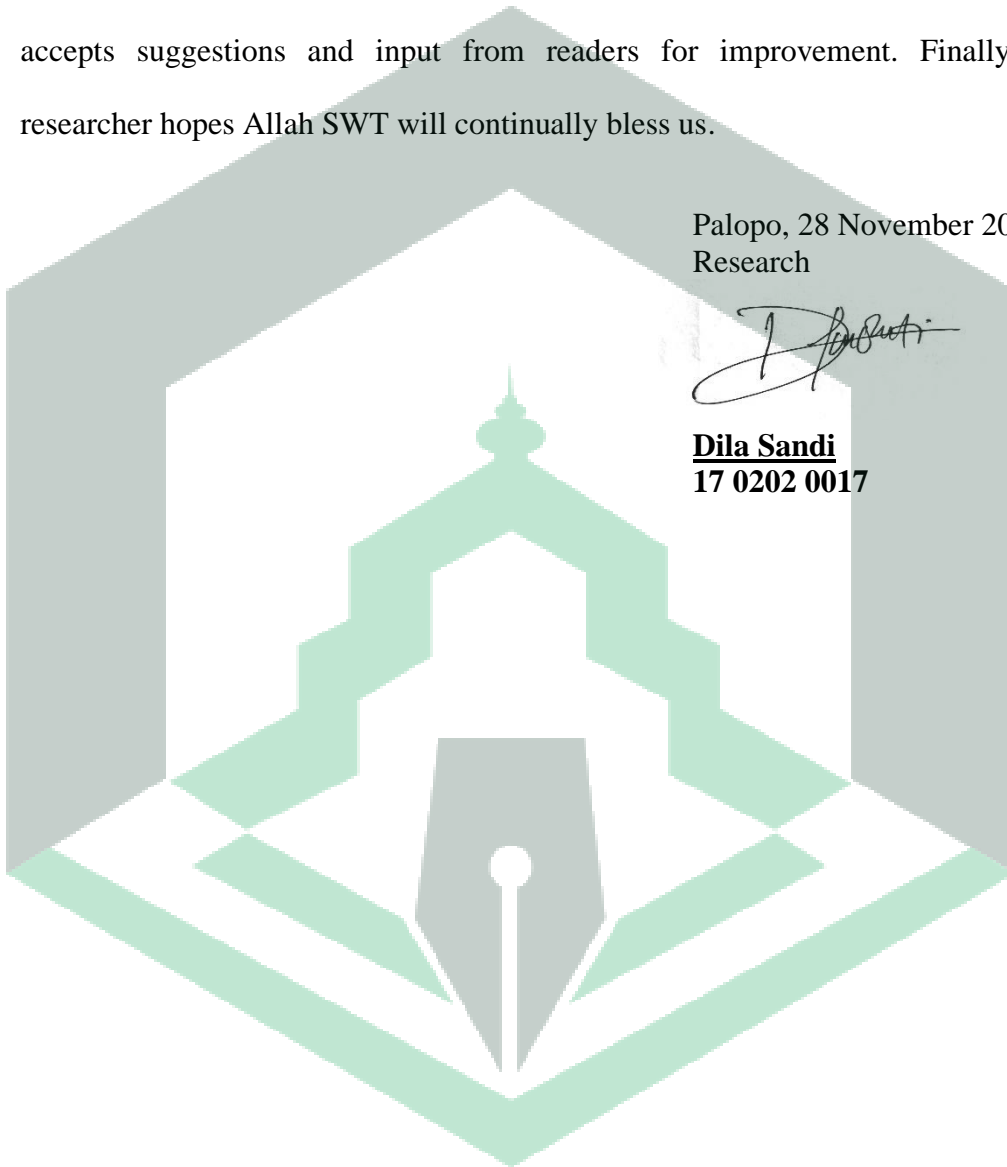 accepts suggestions and input from readers for improvement. Finally
researcher hopes Allah SWT will continually bless us.
Palopo, 28 November 20
Research
Dila Sandi
17 0202 0017